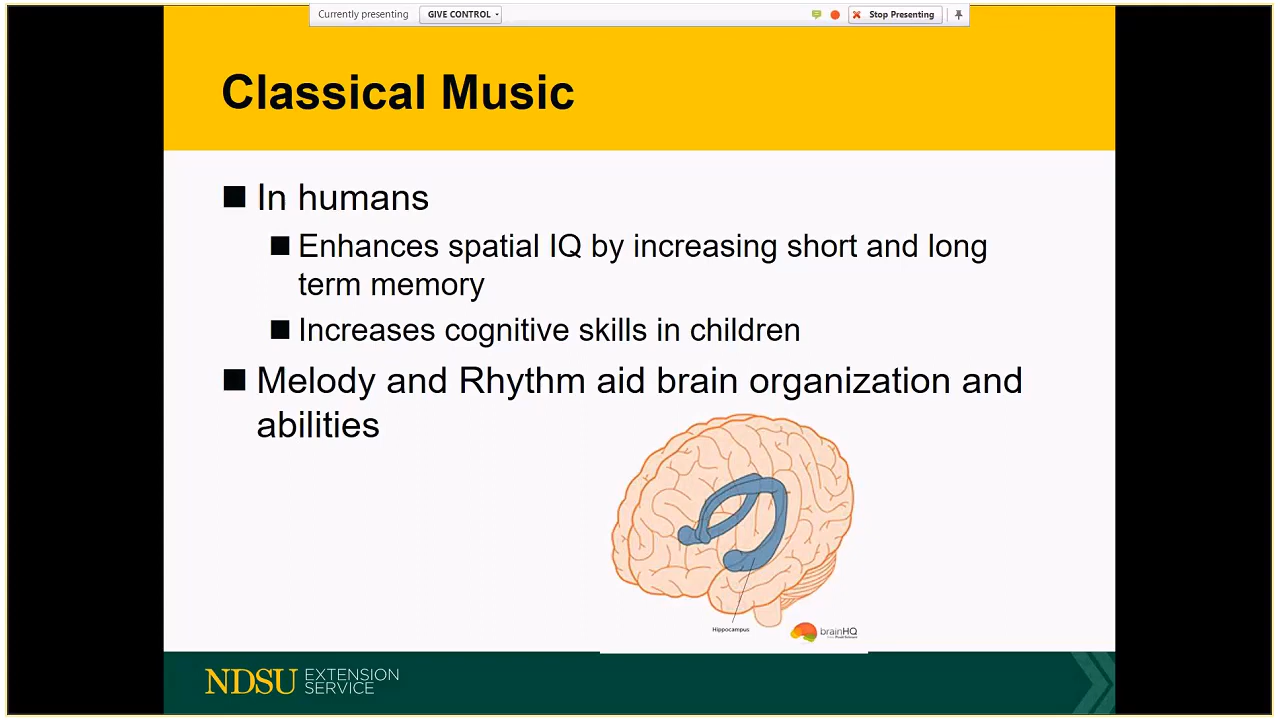 Currently presenting GIVE CONTROL Stop Presenting
Classical Music
In humans
Enhances spatial IQ by increasing short and long
term memory
Increases cognitive skills in children
Melody and Rhythm aid brain organization and
abilities
Hippocampus
brainHQ
NDSU EXTENSION
SERVICE